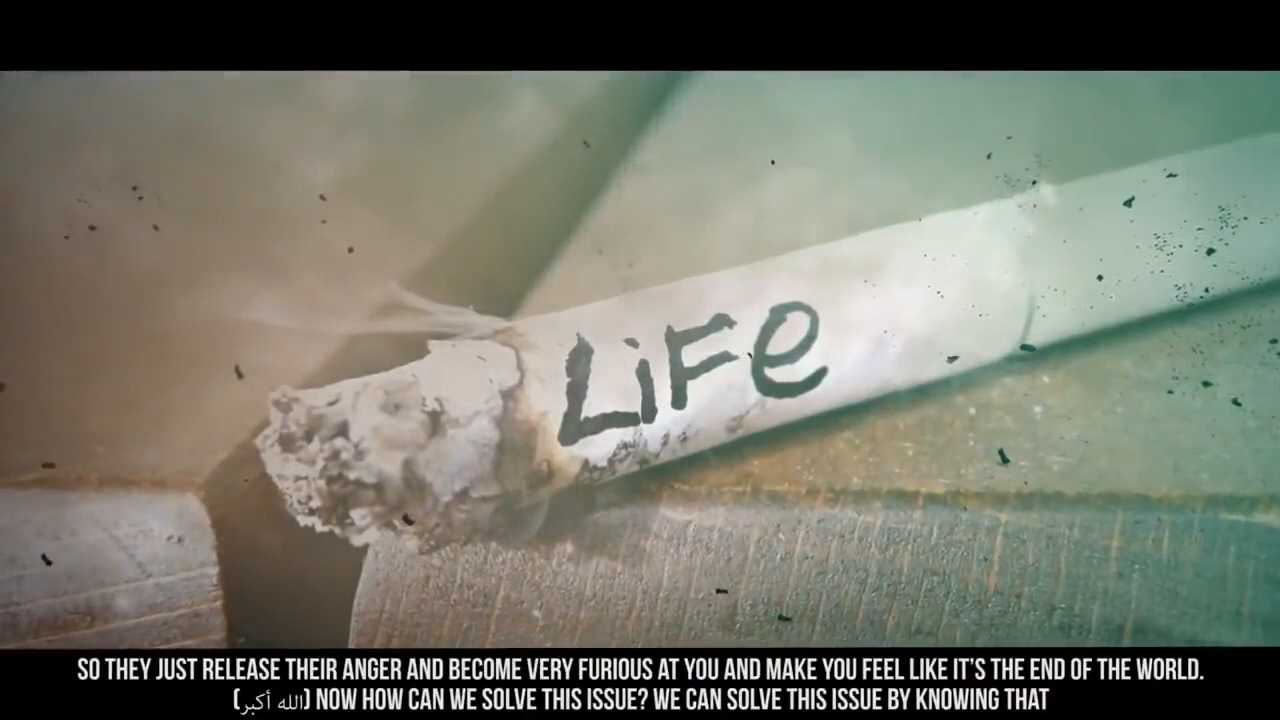 LiFe
SO THEY JUST RELEASE THEIR ANGER AND BECOME VERY FURIOUS AT YOU AND MAKE YOU FEEL LIKE IT'S THE END OF THE WORLD.
(الله أكبر) NOW HOW CAN WE SOLVE THIS ISSUE? WE CAN SOLVE THIS ISSUE BY KNOWING THAT